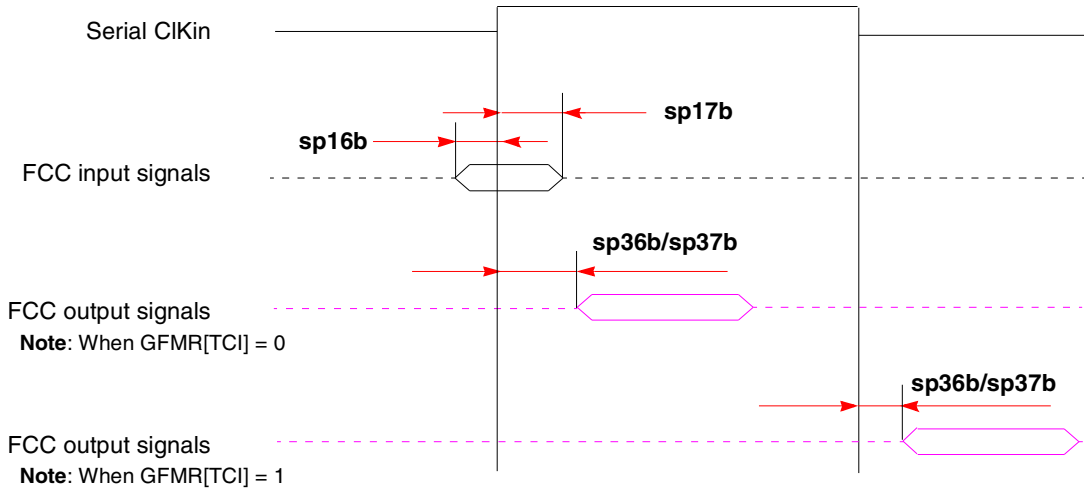 Serial ClKin
sp17b
sp16b
FCC input signals
sp36b/sp37b
FCC output signals
Note: When GFMR[TCI] = 0
sp36b/sp37b
FCC output signals
Note: When GFMR[TCI] = 1